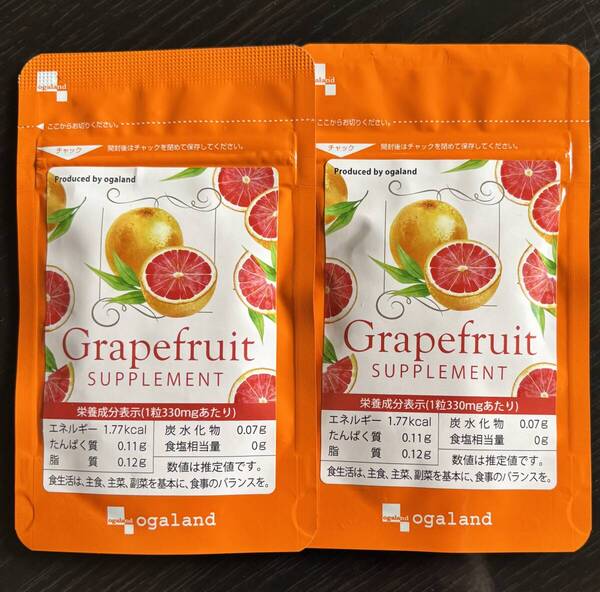 ogaland
ここからお切りください。
チャック
開封後はチャックを閉めて保存してください。
Produced by ogaland
Grapefruit
SUPPLEMENT
栄養成分表示(1粒330mgあたり)
エネルギー 1.77kcal 炭水化物 0.07g
たんぱく質 0.11g 食塩相当量 0g
脂質 0.12g 数値は推定値です。
食生活は、主食、主菜、副菜を基本に、食事のバランスを。
ogaland
ogaland
ogaland
ここからお切りください。
チャック
開封後はチャックを閉めて保存してください。
Produced by ogaland
Grapefruit
SUPPLEMENT
栄養成分表示(1粒330mgあたり)
エネルギー 1.77kcal 炭水化物 0.07g
たんぱく質 0.11g 食塩相当量 0g
脂質 0.12g 数値は推定値です。
食生活は、主食、主菜、副菜を基本に、食事のバランスを。
ogaland
ogaland